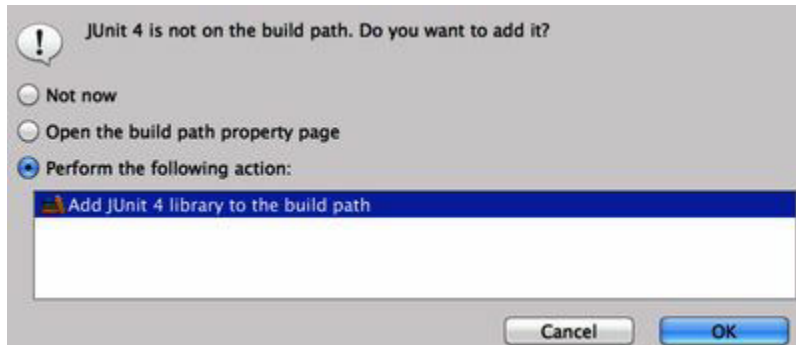 JUnit 4 is not on the build path. Do you want to add it?
Not now
Open the build path property page
Perform the following action:
Add JUnit 4 library to the build path
Cancel OK